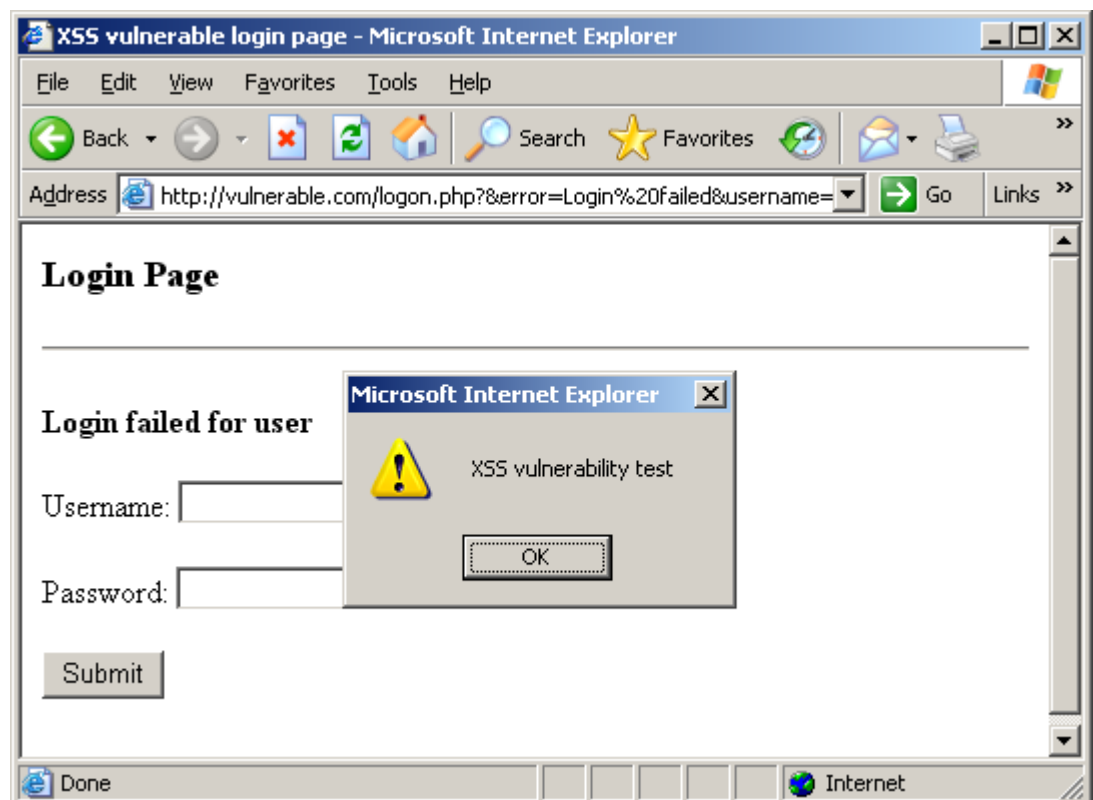 XSS vulnerable login page - Microsoft Internet Explorer
File Edit View Favorites Tools Help
Back Search Favorites »
Address http://vulnerable.com/logon.php?&error=Login%20failed&username= Go Links »
Login Page
Login failed for user
Microsoft Internet Explorer
XSS vulnerability test
OK
Username:
Password:
Submit
Done Internet